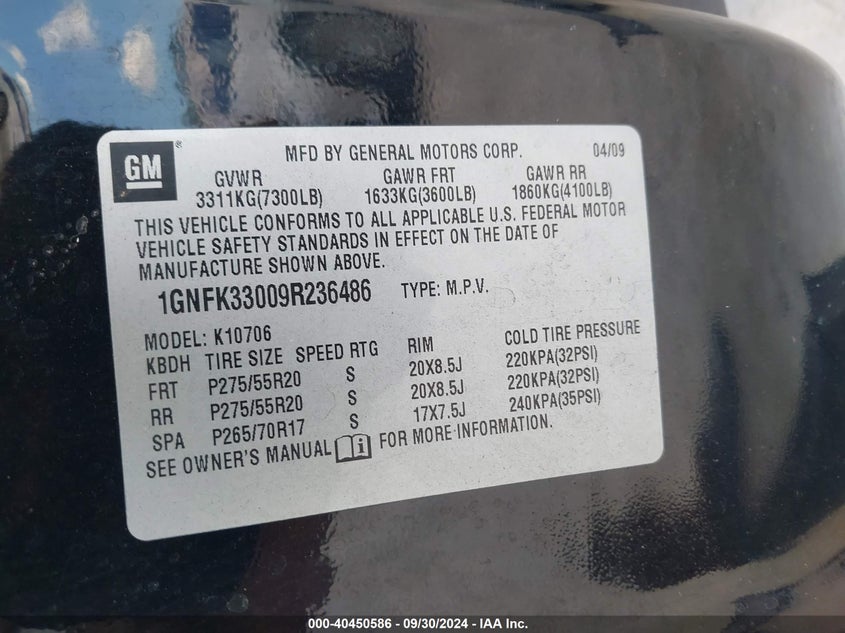 GM
MFD BY GENERAL MOTORS CORP. 04/09
GVWR GAWR FRT GAWR RR
3311KG(7300LB) 1633KG(3600LB) 1860KG(4100LB)
THIS VEHICLE CONFORMS TO ALL APPLICABLE U.S. FEDERAL MOTOR
VEHICLE SAFETY STANDARDS IN EFFECT ON THE DATE OF
MANUFACTURE SHOWN ABOVE.
1GNFK33009R236486 TYPE: M.P.V.
MODEL: K10706
KBDH TIRE SIZE SPEED RTG RIM COLD TIRE PRESSURE
FRT P275/55R20 S 20X8.5J 220KPA(32PSI)
RR P275/55R20 S 20X8.5J 220KPA(32PSI)
SPA P265/70R17 S 17X7.5J 240KPA(35PSI)
SEE OWNER'S MANUAL FOR MORE INFORMATION.
000-40450586 - 09/30/2024 - IAA Inc.